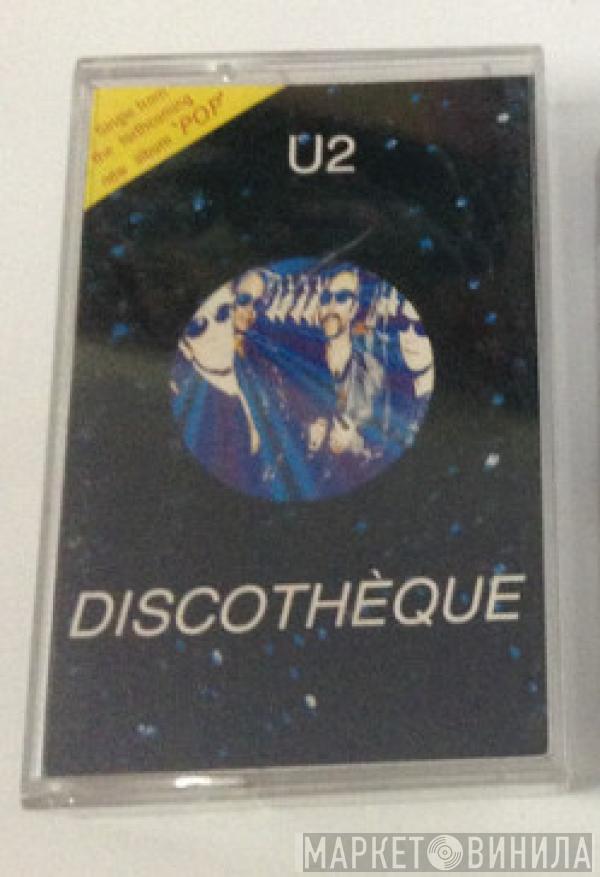 Single from
the forthcoming
new album 'POP'
U2
DISCOTHÈQUE
МАРКЕТ ВИНИЛА